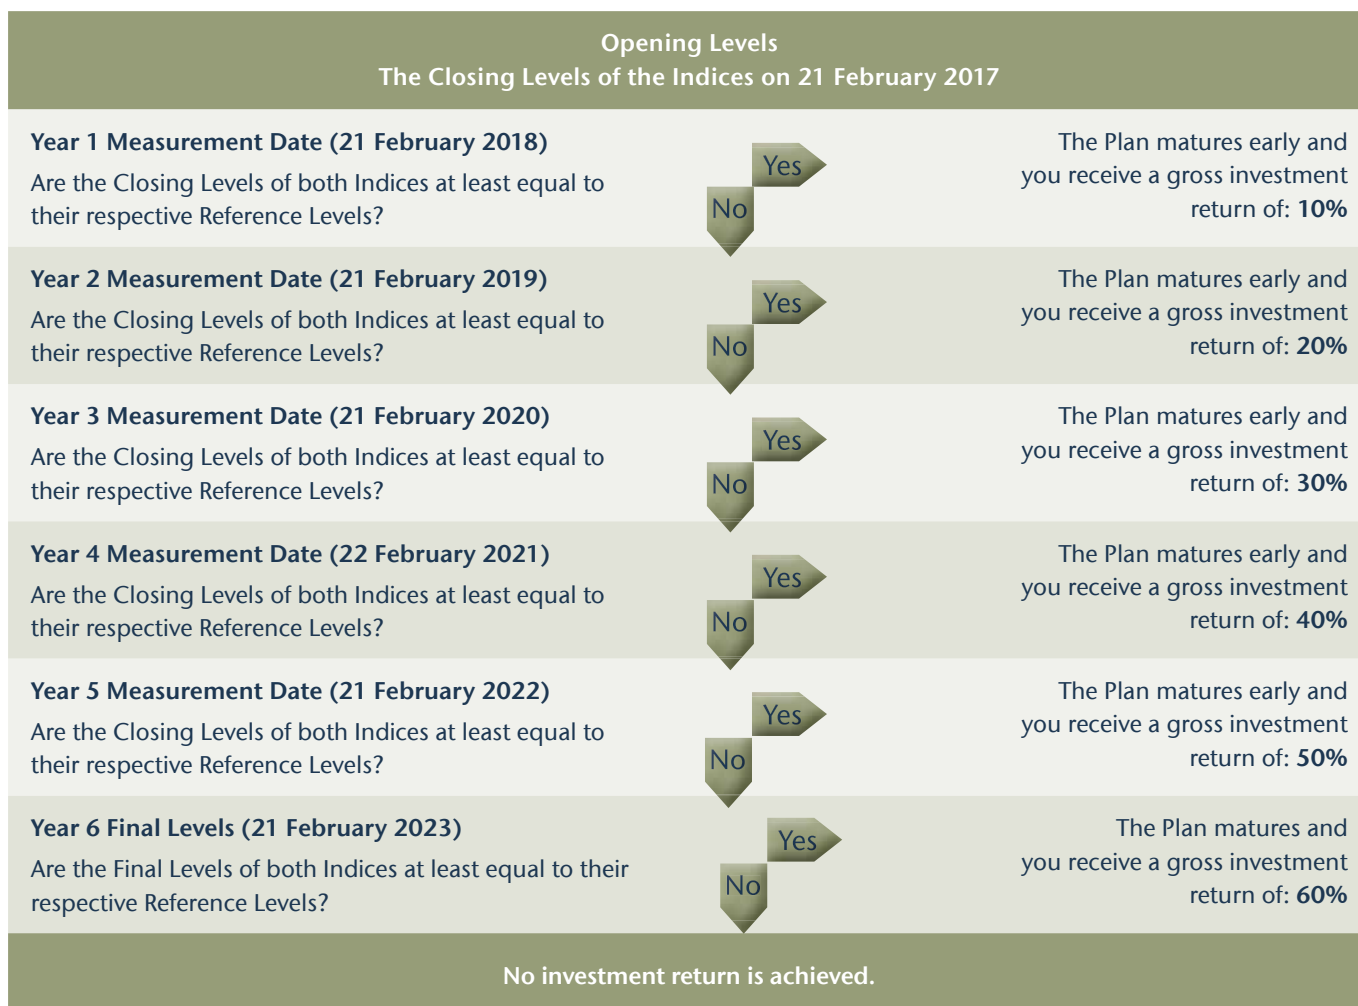 Opening Levels
The Closing Levels of the Indices on 21 February 2017
Year 1 Measurement Date (21 February 2018)
Are the Closing Levels of both Indices at least equal to
their respective Reference Levels?
Yes
No
The Plan matures early and
you receive a gross investment
return of: 10%
Year 2 Measurement Date (21 February 2019)
Are the Closing Levels of both Indices at least equal to
their respective Reference Levels?
Yes
No
The Plan matures early and
you receive a gross investment
return of: 20%
Year 3 Measurement Date (21 February 2020)
Are the Closing Levels of both Indices at least equal to
their respective Reference Levels?
Yes
No
The Plan matures early and
you receive a gross investment
return of: 30%
Year 4 Measurement Date (22 February 2021)
Are the Closing Levels of both Indices at least equal to
their respective Reference Levels?
Yes
No
The Plan matures early and
you receive a gross investment
return of: 40%
Year 5 Measurement Date (21 February 2022)
Are the Closing Levels of both Indices at least equal to
their respective Reference Levels?
Yes
No
The Plan matures early and
you receive a gross investment
return of: 50%
Year 6 Final Levels (21 February 2023)
Are the Final Levels of both Indices at least equal to their
respective Reference Levels?
Yes
No
The Plan matures and
you receive a gross investment
return of: 60%
No investment return is achieved.